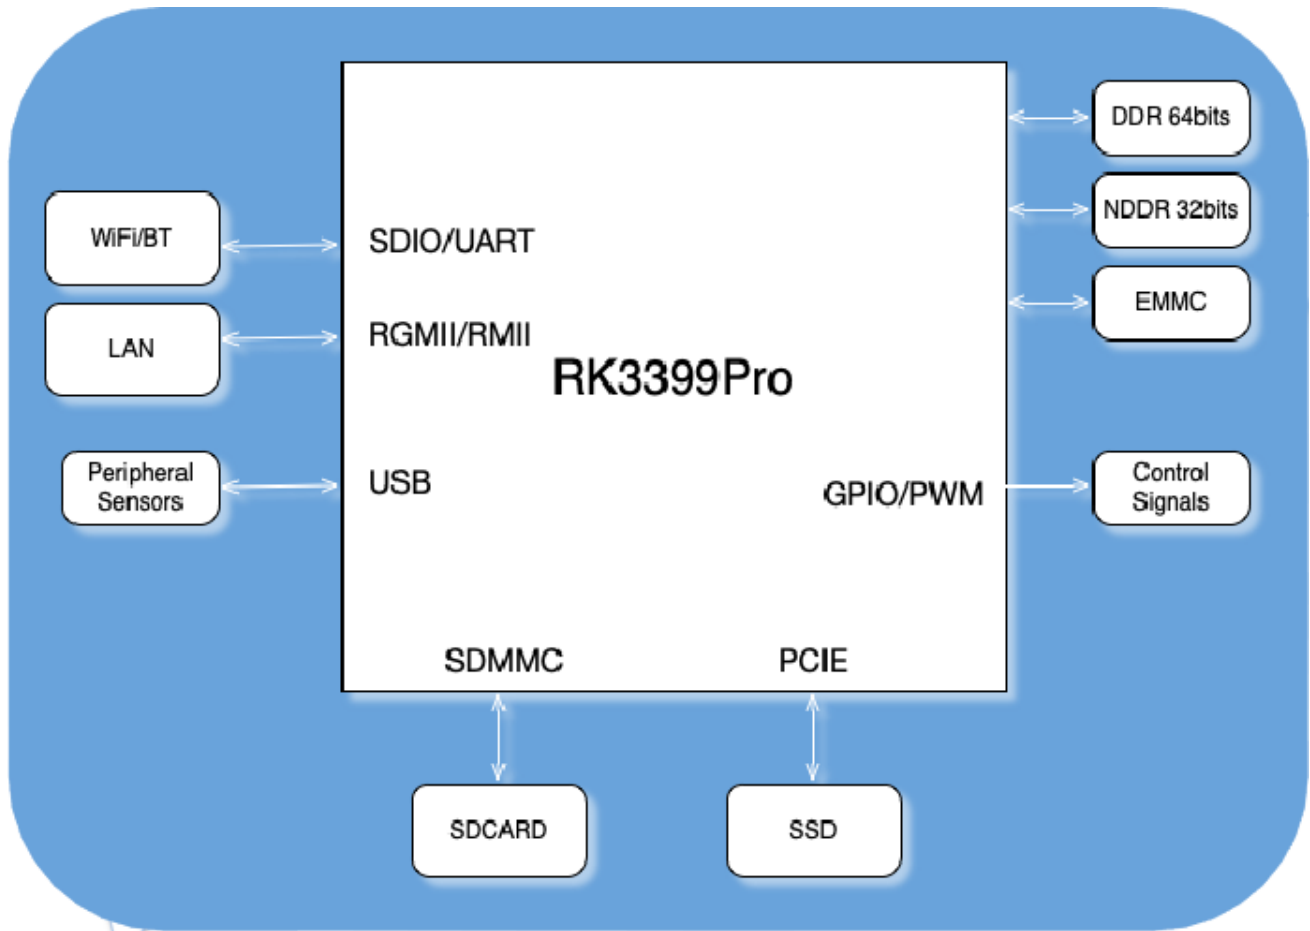 DDR 64bits
NDDR 32bits
EMMC
WiFi/BT
SDIO/UART
LAN
RGMII/RMII
RK3399Pro
Peripheral
Sensors
USB
GPIO/PWM
Control
Signals
SDMMC
PCIE
SDCARD
SSD